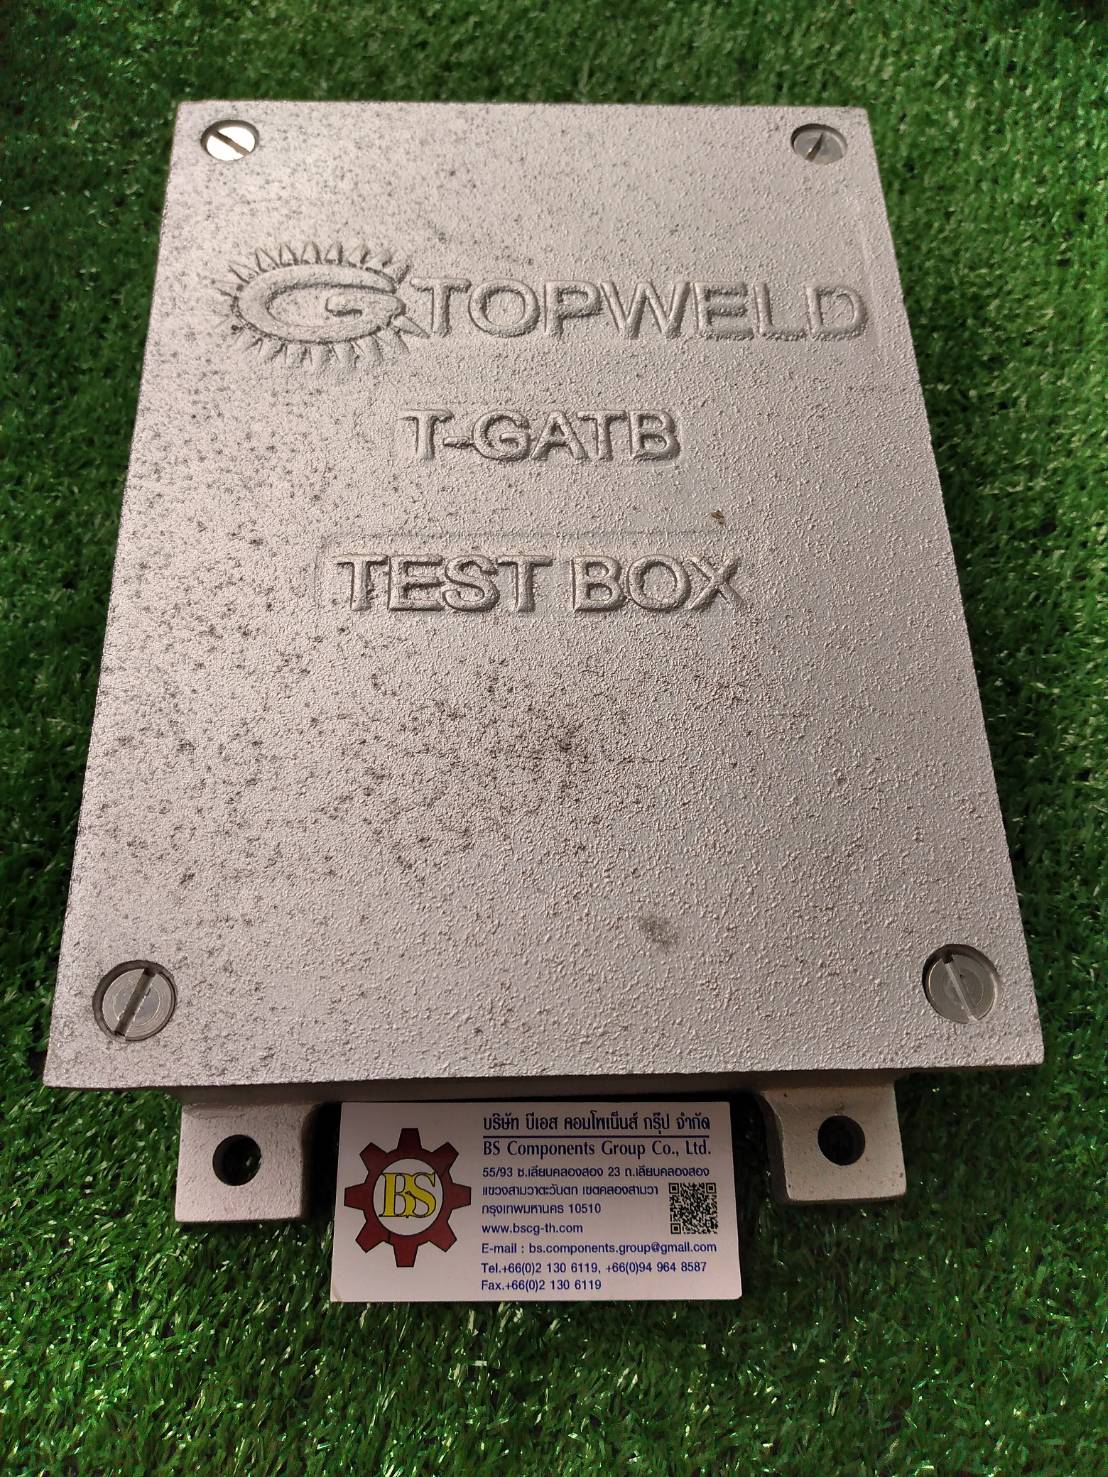 G TOPWELD
T-GATB
TEST BOX
BS
บริษัท บีเอส คอมโพเน็นส์ กรุ๊ป จำกัด
BS Components Group Co., Ltd.
55/93 ซ.เลียบคลองสอง 23 ถ.เลียบคลองสอง
แขวงสามวาตะวันตก เขตคลองสามวา
กรุงเทพมหานคร 10510
www.bscg-th.com
E-mail : bs.components.group@gmail.com
Tel.+66(0)2 130 6119, +66(0)94 964 8587
Fax.+66(0)2 130 6119